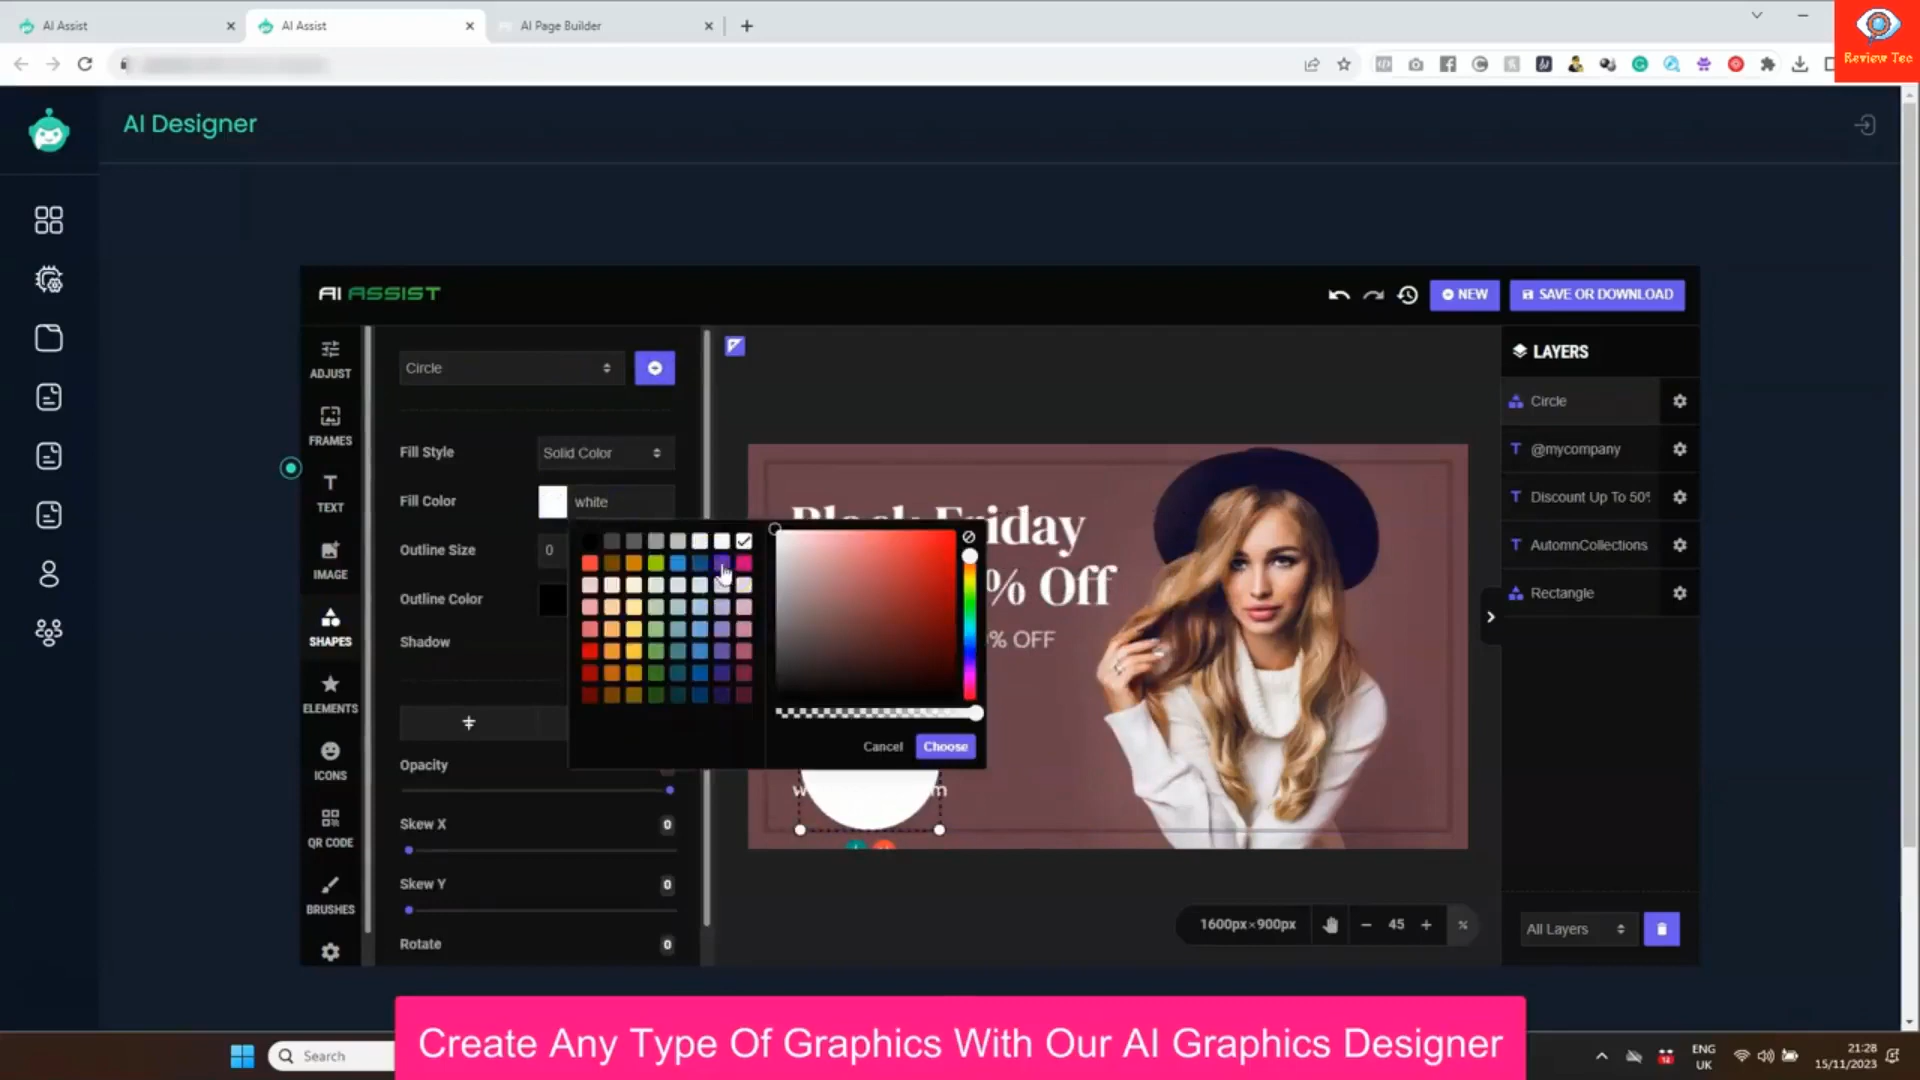 AI Assist
AI Assist
AI Page Builder
Review Tec
AI Designer
AI ASSIST
NEW
SAVE OR DOWNLOAD
ADJUST
FRAMES
TEXT
IMAGE
SHAPES
ELEMENTS
ICONS
QR CODE
BRUSHES
Circle
Fill Style
Solid Color
Fill Color
white
Outline Size
0
Outline Color
Shadow
Opacity
Skew X
0
Skew Y
0
Rotate
0
Cancel
Choose
Black Friday
% Off
% OFF
1600px×900px
45
%
LAYERS
Circle
@mycompany
Discount Up To 50%
AutomnCollections
Rectangle
All Layers
Create Any Type Of Graphics With Our AI Graphics Designer
Search
ENG
UK
21:28
15/11/2023